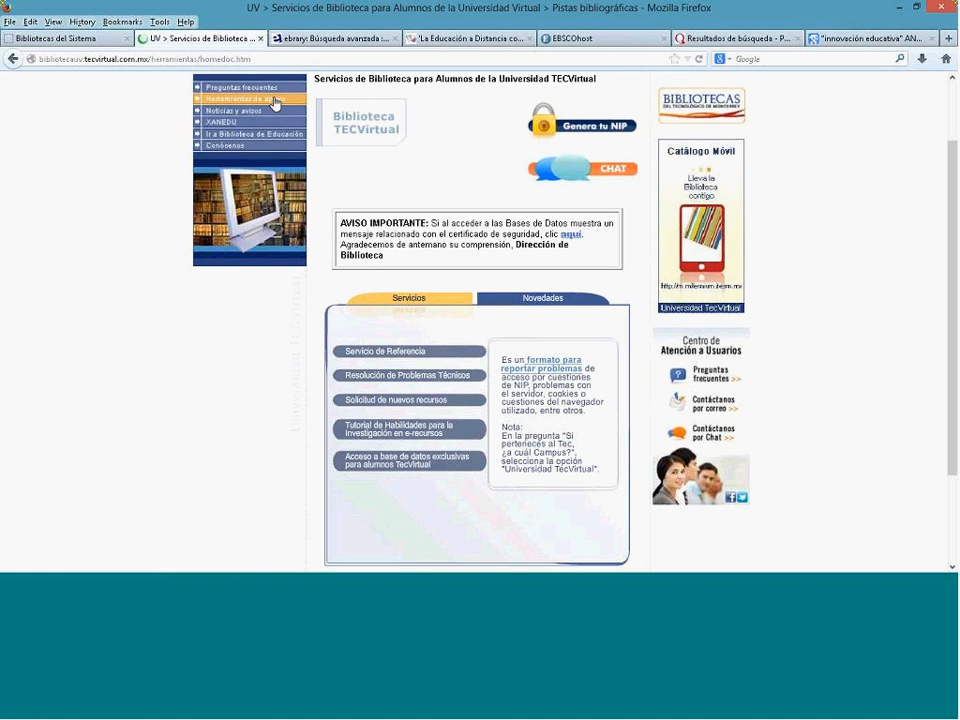 UV > Servicios de Biblioteca para Alumnos de la Universidad Virtual > Pistas bibliográficas - Mozilla Firefox
File Edit View History Bookmarks Tools Help
Bibliotecas del Sistema
UV > Servicios de Biblioteca ...
ebrary: Búsqueda avanzada :...
'La Educación a Distancia co...
EBSCOhost
Resultados de búsqueda - P...
"innovación educativa" AN...
bibliotecauv.tecvirtual.com.mx/herramientas/homedoc.htm
Google
Preguntas frecuentes
Herramientas de
Noticias y avisos
XANEDU
Ir a Biblioteca de Educación
Conócenos
Servicios de Biblioteca para Alumnos de la Universidad TECVirtual
Biblioteca
TECVirtual
Genera tu NIP
CHAT
AVISO IMPORTANTE: Si al acceder a las Bases de Datos muestra un
mensaje relacionado con el certificado de seguridad, clic aquí.
Agradecemos de antemano su comprensión, Dirección de
Biblioteca
Servicios
Novedades
Servicio de Referencia
Resolución de Problemas Técnicos
Solicitud de nuevos recursos
Tutorial de Habilidades para la
Investigación en e-recursos
Acceso a base de datos exclusivas
para alumnos TecVirtual
Es un formato para
reportar problemas de
acceso por cuestiones
de NIP, problemas con
el servidor, cookies o
cuestiones del navegador
utilizado, entre otros.
Nota:
En la pregunta "Si
perteneces al Tec,
¿a cuál Campus?",
selecciona la opción
"Universidad TecVirtual".
BIBLIOTECAS
DEL TECNOLÓGICO DE MONTERREY
Catálogo Móvil
Lleva la
Biblioteca
contigo
http://m.millenium.itesm.mx
Universidad TecVirtual
Centro de
Atención a Usuarios
Preguntas
frecuentes >>
Contáctanos
por correo >>
Contáctanos
por Chat >>